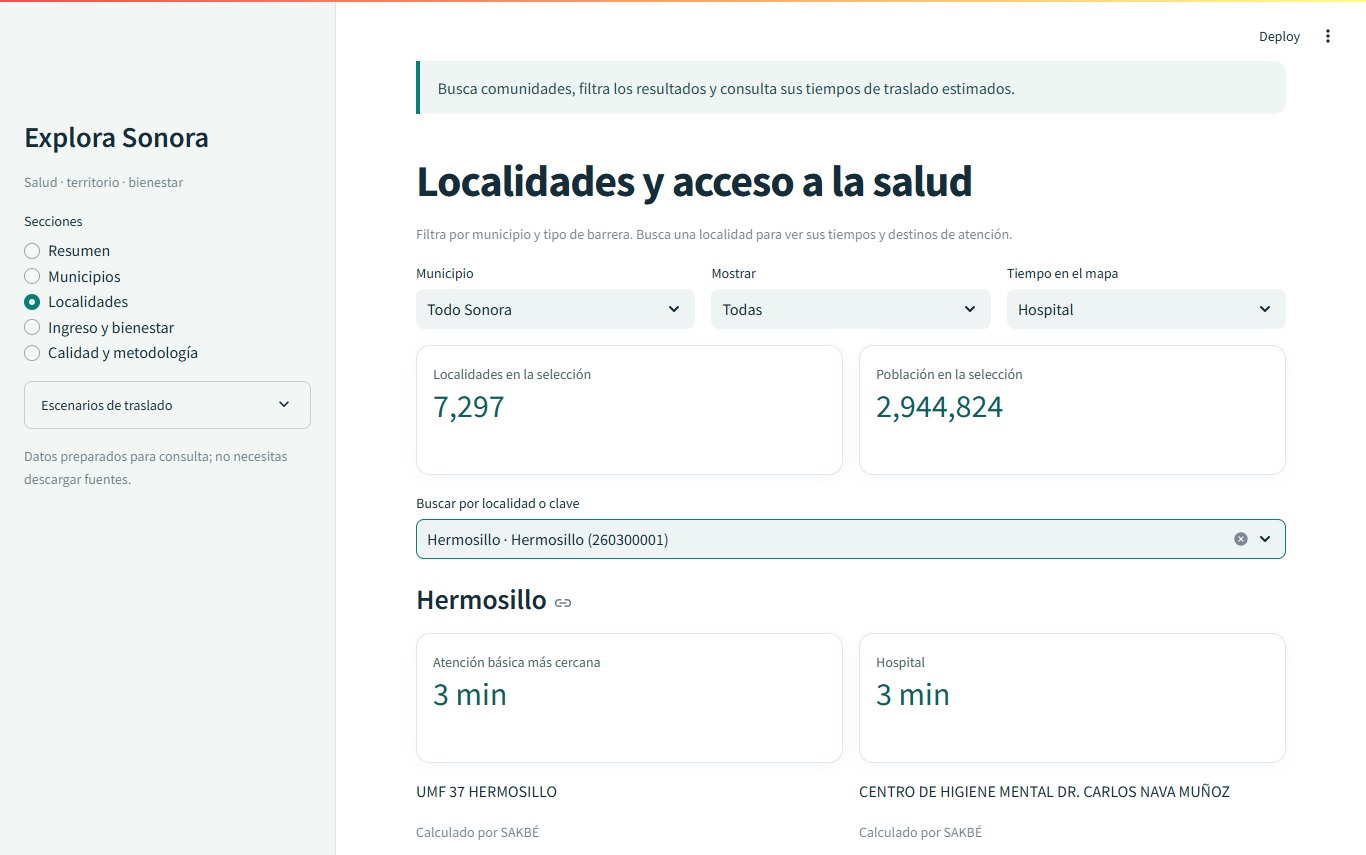 Deploy
Busca comunidades, filtra los resultados y consulta sus tiempos de traslado estimados.
Explora Sonora
Salud · territorio · bienestar
Secciones
Resumen
Municipios
Localidades
Ingreso y bienestar
Calidad y metodología
Escenarios de traslado
Datos preparados para consulta; no necesitas
descargar fuentes.
Localidades y acceso a la salud
Filtra por municipio y tipo de barrera. Busca una localidad para ver sus tiempos y destinos de atención.
Municipio
Todo Sonora
Mostrar
Todas
Tiempo en el mapa
Hospital
Localidades en la selección
7,297
Población en la selección
2,944,824
Buscar por localidad o clave
Hermosillo · Hermosillo (260300001)
Hermosillo
Atención básica más cercana
3 min
Hospital
3 min
UMF 37 HERMOSILLO
Calculado por SAKBÉ
CENTRO DE HIGIENE MENTAL DR. CARLOS NAVA MUÑOZ
Calculado por SAKBÉ